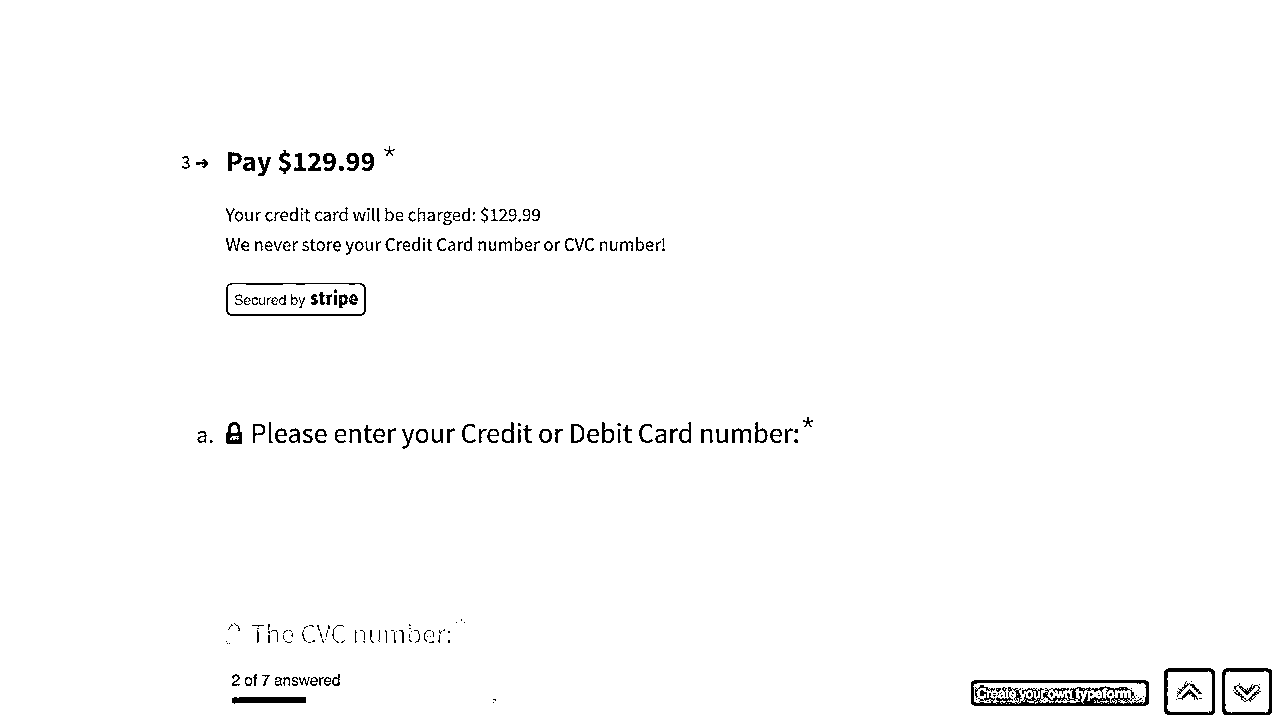 3 → Pay $129.99 *
Your credit card will be charged: $129.99
We never store your Credit Card number or CVC number!
Secured by stripe
a. Please enter your Credit or Debit Card number:*
The CVC number:*
2 of 7 answered
Create your own typeform